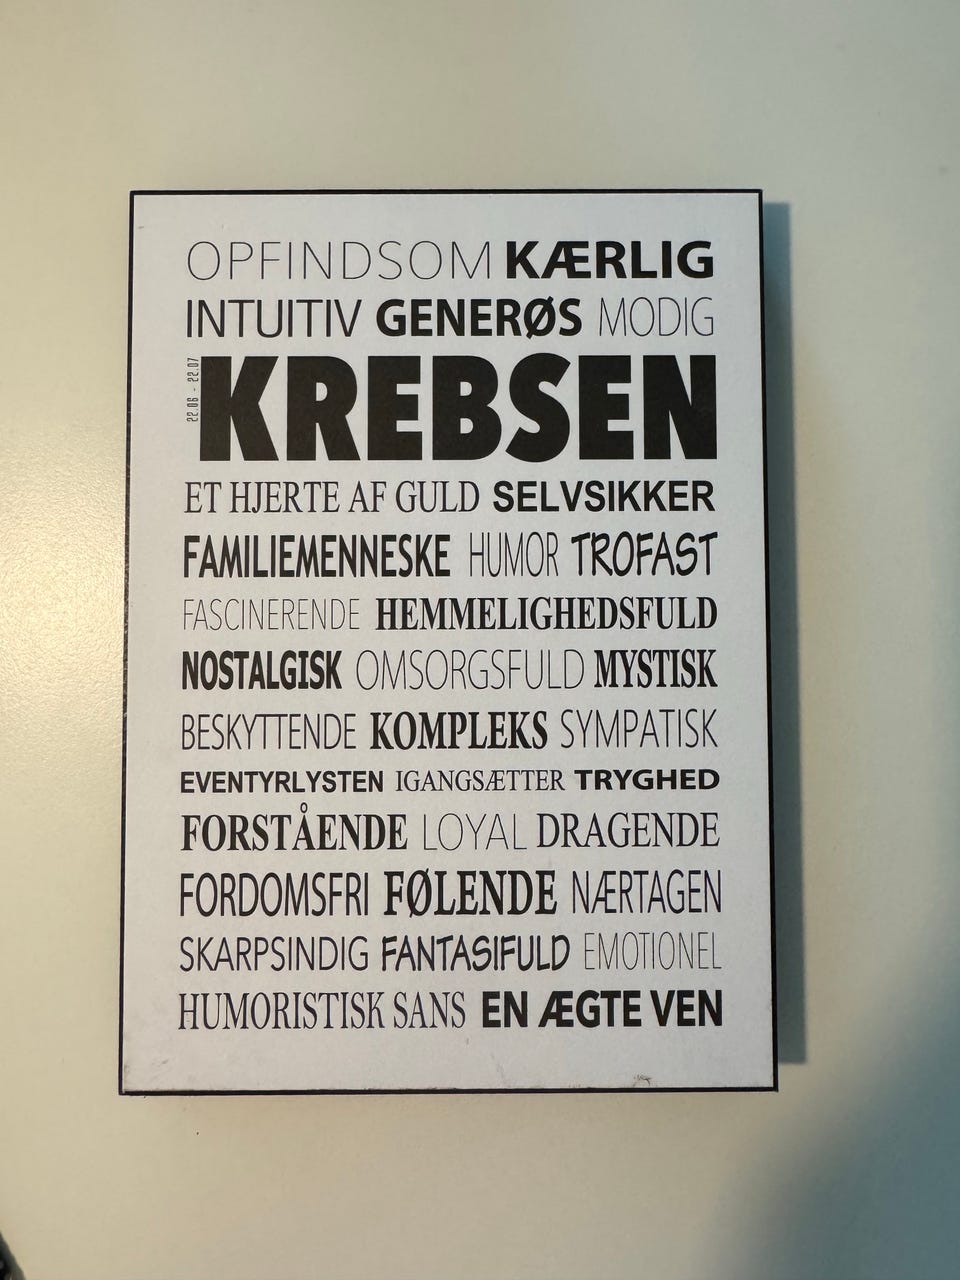 OPFINDSOM KÆRLIG
INTUITIV GENERØS MODIG
22.06 - 22.07
KREBSEN
ET HJERTE AF GULD SELVSIKKER
FAMILIEMENNESKE HUMOR TROFAST
FASCINERENDE HEMMELIGHEDSFULD
NOSTALGISK OMSORGSFULD MYSTISK
BESKYTTENDE KOMPLEKS SYMPATISK
EVENTYRLYSTEN IGANGSÆTTER TRYGHED
FORSTÅENDE LOYAL DRAGENDE
FORDOMSFRI FØLENDE NÆRTAGEN
SKARPSINDIG FANTASIFULD EMOTIONEL
HUMORISTISK SANS EN ÆGTE VEN